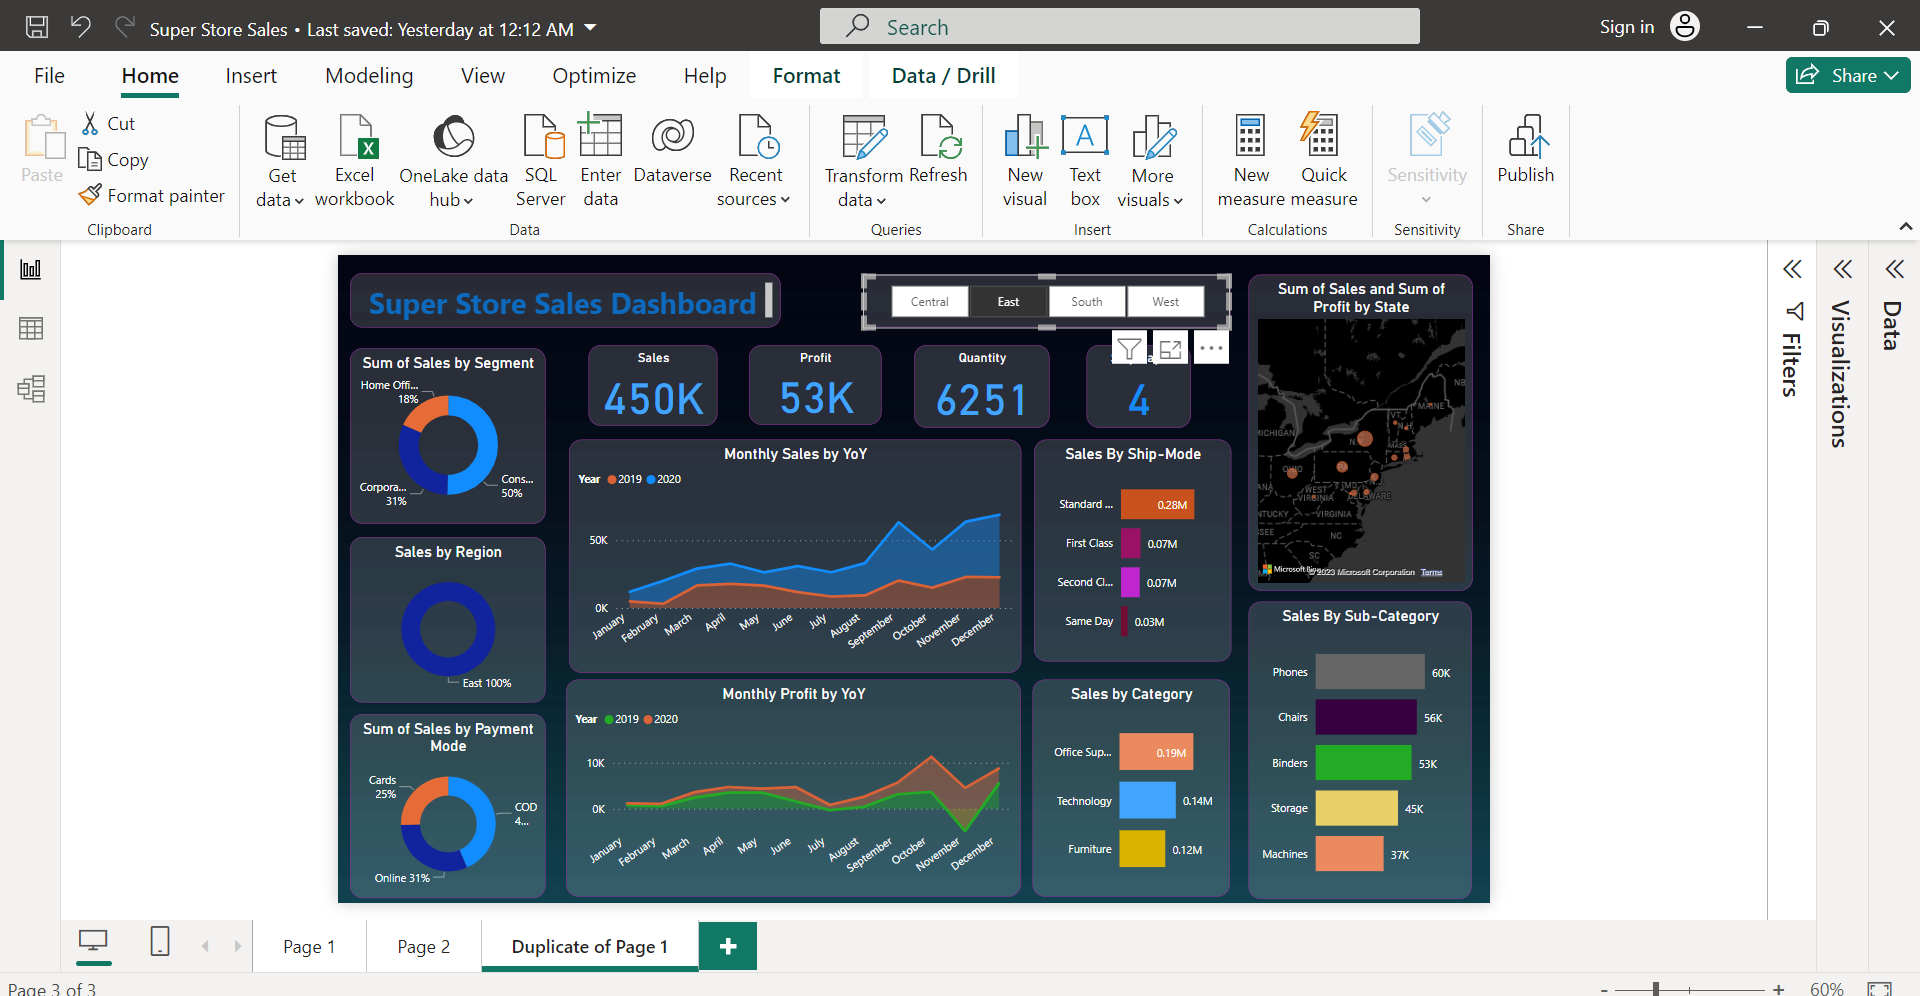 Super Store Sales • Last saved: Yesterday at 12:12 AM
Search
Sign in
File Home Insert Modeling View Optimize Help Format Data / Drill
Share
Paste
Cut
Copy
Format painter
Clipboard
Get data
Excel workbook
OneLake data hub
SQL Server
Enter data
Dataverse
Recent sources
Data
Transform data
Refresh
Queries
New visual
Text box
More visuals
Insert
New measure
Quick measure
Calculations
Sensitivity
Sensitivity
Publish
Share
Super Store Sales Dashboard
Central East South West
Sum of Sales by Segment
Home Offi...
18%
Corpora...
31%
Cons...
50%
Sales
450K
Profit
53K
Quantity
6251
4
Sum of Sales and Sum of
Profit by State
MICHIGAN
MAINE
NB
VT
N.H
N.Y
MASS
OHIO
PA
MD
WEST
VIRGINIA
DELAWARE
VIRGINIA
NTUCKY
SEE
NC
SC
Microsoft Bing
© 2023 Microsoft Corporation Terms
Sales by Region
East 100%
Sum of Sales by Payment
Mode
Cards
25%
COD
4...
Online 31%
Monthly Sales by YoY
Year 2019 2020
50K
0K
January February March April May June July August September October November December
Sales By Ship-Mode
Standard ... 0.28M
First Class 0.07M
Second Cl... 0.07M
Same Day 0.03M
Monthly Profit by YoY
Year 2019 2020
10K
0K
January February March April May June July August September October November December
Sales by Category
Office Sup... 0.19M
Technology 0.14M
Furniture 0.12M
Sales By Sub-Category
Phones 60K
Chairs 56K
Binders 53K
Storage 45K
Machines 37K
Filters
Visualizations
Data
Page 1 Page 2 Duplicate of Page 1
Page 3 of 3
60%